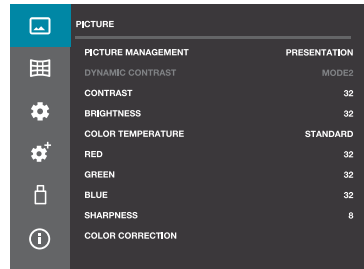 PICTURE
PICTURE MANAGEMENT PRESENTATION
DYNAMIC CONTRAST MODE2
CONTRAST 32
BRIGHTNESS 32
COLOR TEMPERATURE STANDARD
RED 32
GREEN 32
BLUE 32
SHARPNESS 8
COLOR CORRECTION